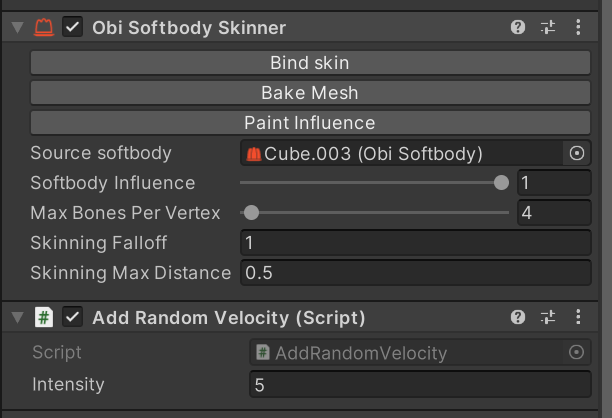 Obi Softbody Skinner
Bind skin
Bake Mesh
Paint Influence
Source softbody Cube.003 (Obi Softbody)
Softbody Influence 1
Max Bones Per Vertex 4
Skinning Falloff 1
Skinning Max Distance 0.5
# Add Random Velocity (Script)
Script # AddRandomVelocity
Intensity 5